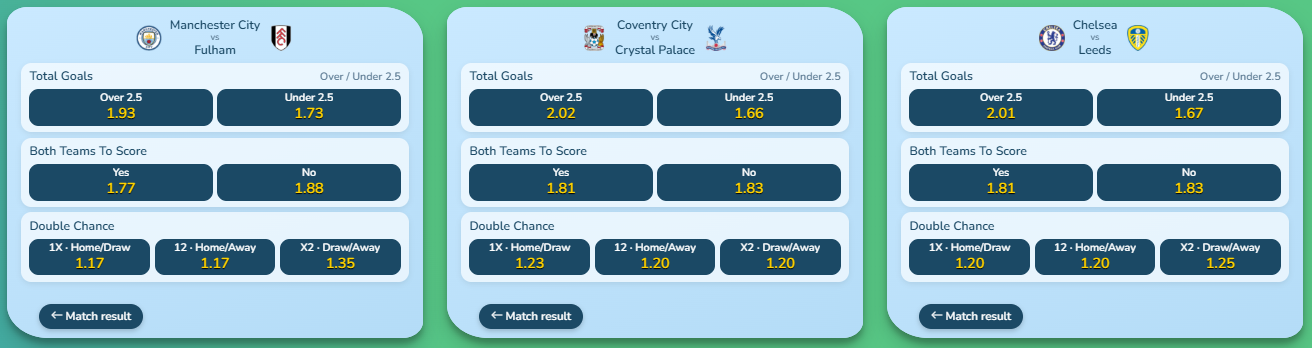 Manchester City
vs
Fulham
Total Goals Over / Under 2.5
Over 2.5 Under 2.5
1.93 1.73
Both Teams To Score
Yes No
1.77 1.88
Double Chance
1X · Home/Draw 12 · Home/Away X2 · Draw/Away
1.17 1.17 1.35
← Match result
Coventry City
vs
Crystal Palace
Total Goals Over / Under 2.5
Over 2.5 Under 2.5
2.02 1.66
Both Teams To Score
Yes No
1.81 1.83
Double Chance
1X · Home/Draw 12 · Home/Away X2 · Draw/Away
1.23 1.20 1.20
← Match result
Chelsea
vs
Leeds
Total Goals Over / Under 2.5
Over 2.5 Under 2.5
2.01 1.67
Both Teams To Score
Yes No
1.81 1.83
Double Chance
1X · Home/Draw 12 · Home/Away X2 · Draw/Away
1.20 1.20 1.25
← Match result